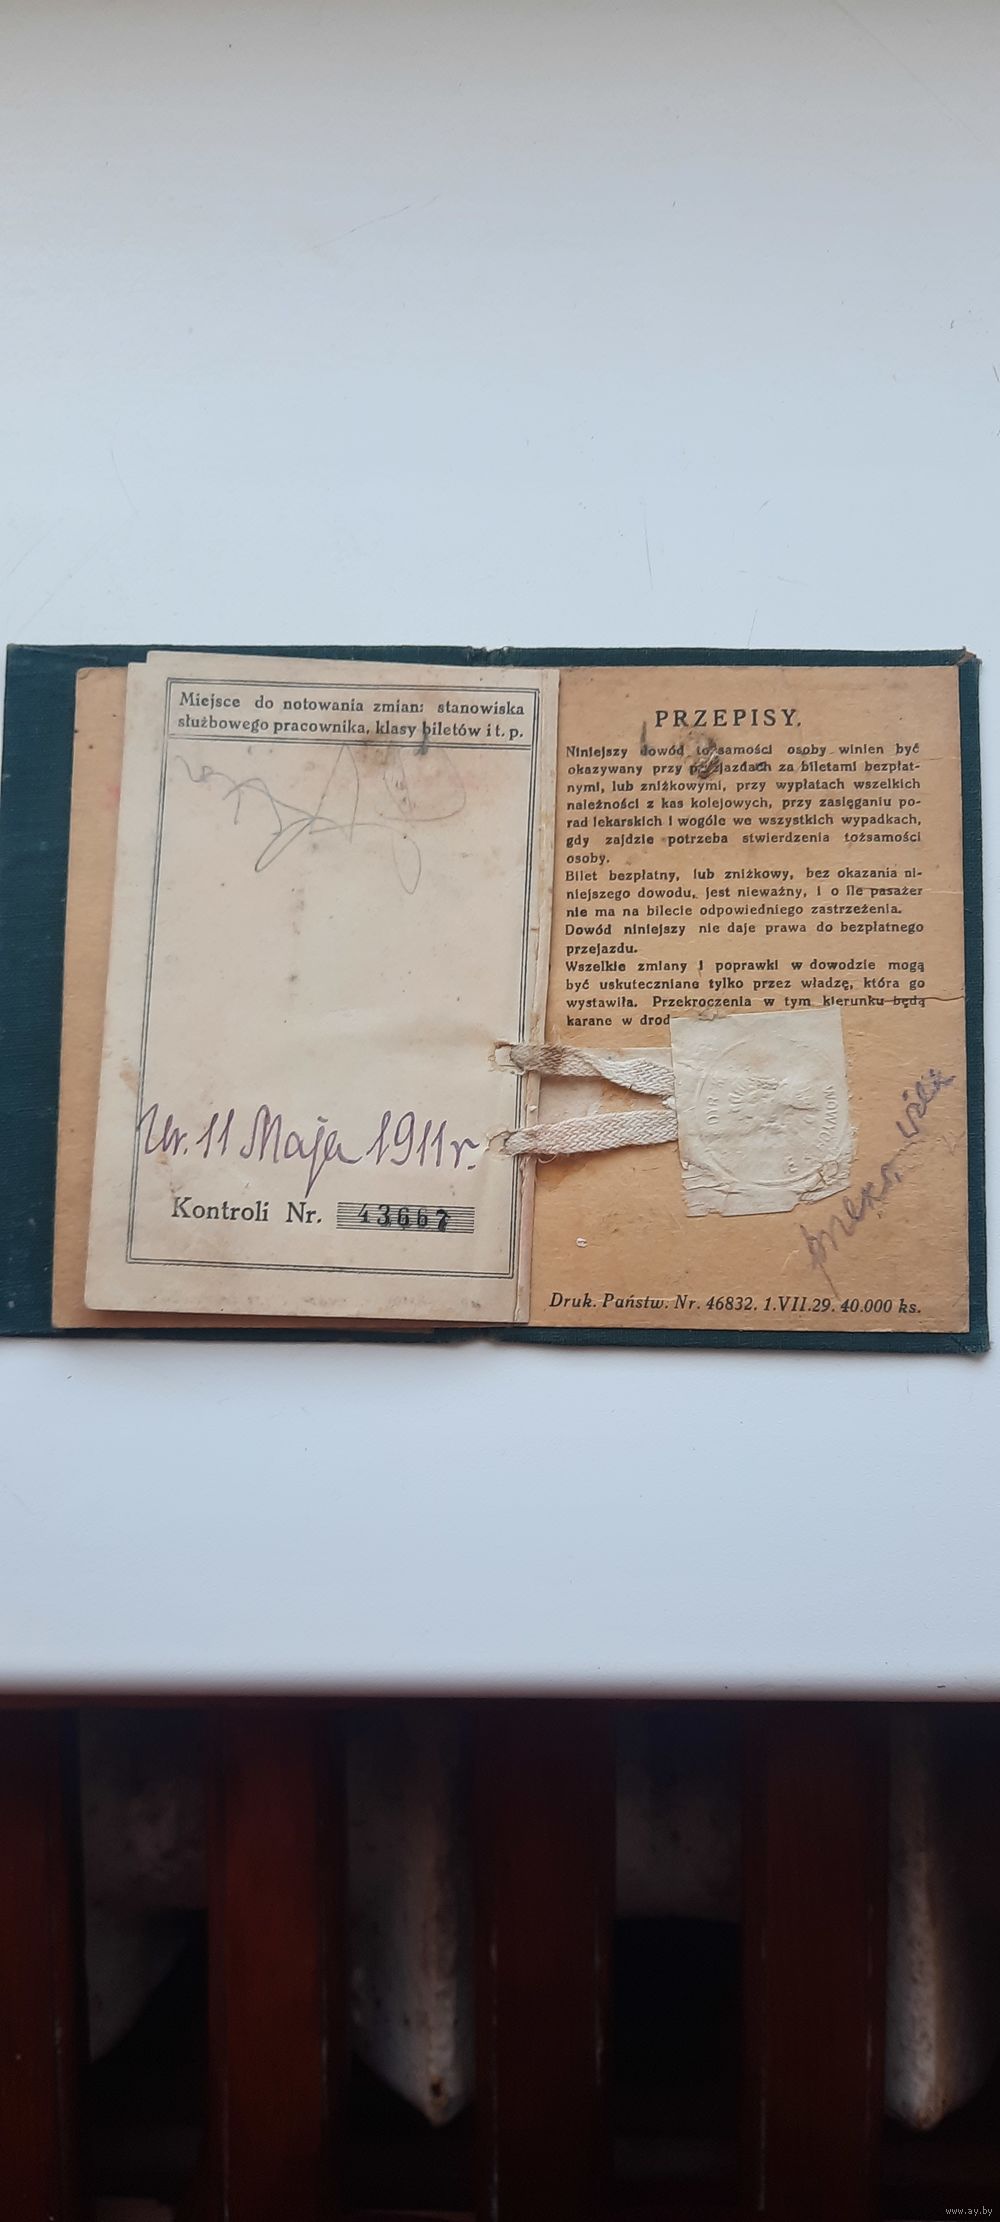 Miejsce do notowania zmian: stanowiska
służbowego pracownika, klasy biletów i t. p.
Ur. 11 Maja 1911 r.
Kontroli Nr. 43667
PRZEPISY.
Niniejszy dowód tożsamości osoby winien być
okazywany przy przejazdach za biletami bezpłat-
nymi, lub zniżkowymi, przy wypłatach wszelkich
należności z kas kolejowych, przy zasięganiu po-
rad lekarskich i wogóle we wszystkich wypadkach,
gdy zajdzie potrzeba stwierdzenia tożsamości
osoby.
Bilet bezpłatny, lub zniżkowy, bez okazania ni-
niejszego dowodu, jest nieważny, i o ile pasażer
nie ma na bilecie odpowiedniego zastrzeżenia.
Dowód niniejszy nie daje prawa do bezpłatnego
przejazdu.
Wszelkie zmiany i poprawki w dowodzie mogą
być uskuteczniane tylko przez władzę, która go
wystawiła. Przekroczenia w tym kierunku będą
karane w drod
Druk. Państw. Nr. 46832. 1.VII.29. 40.000 ks.
www.ay.by